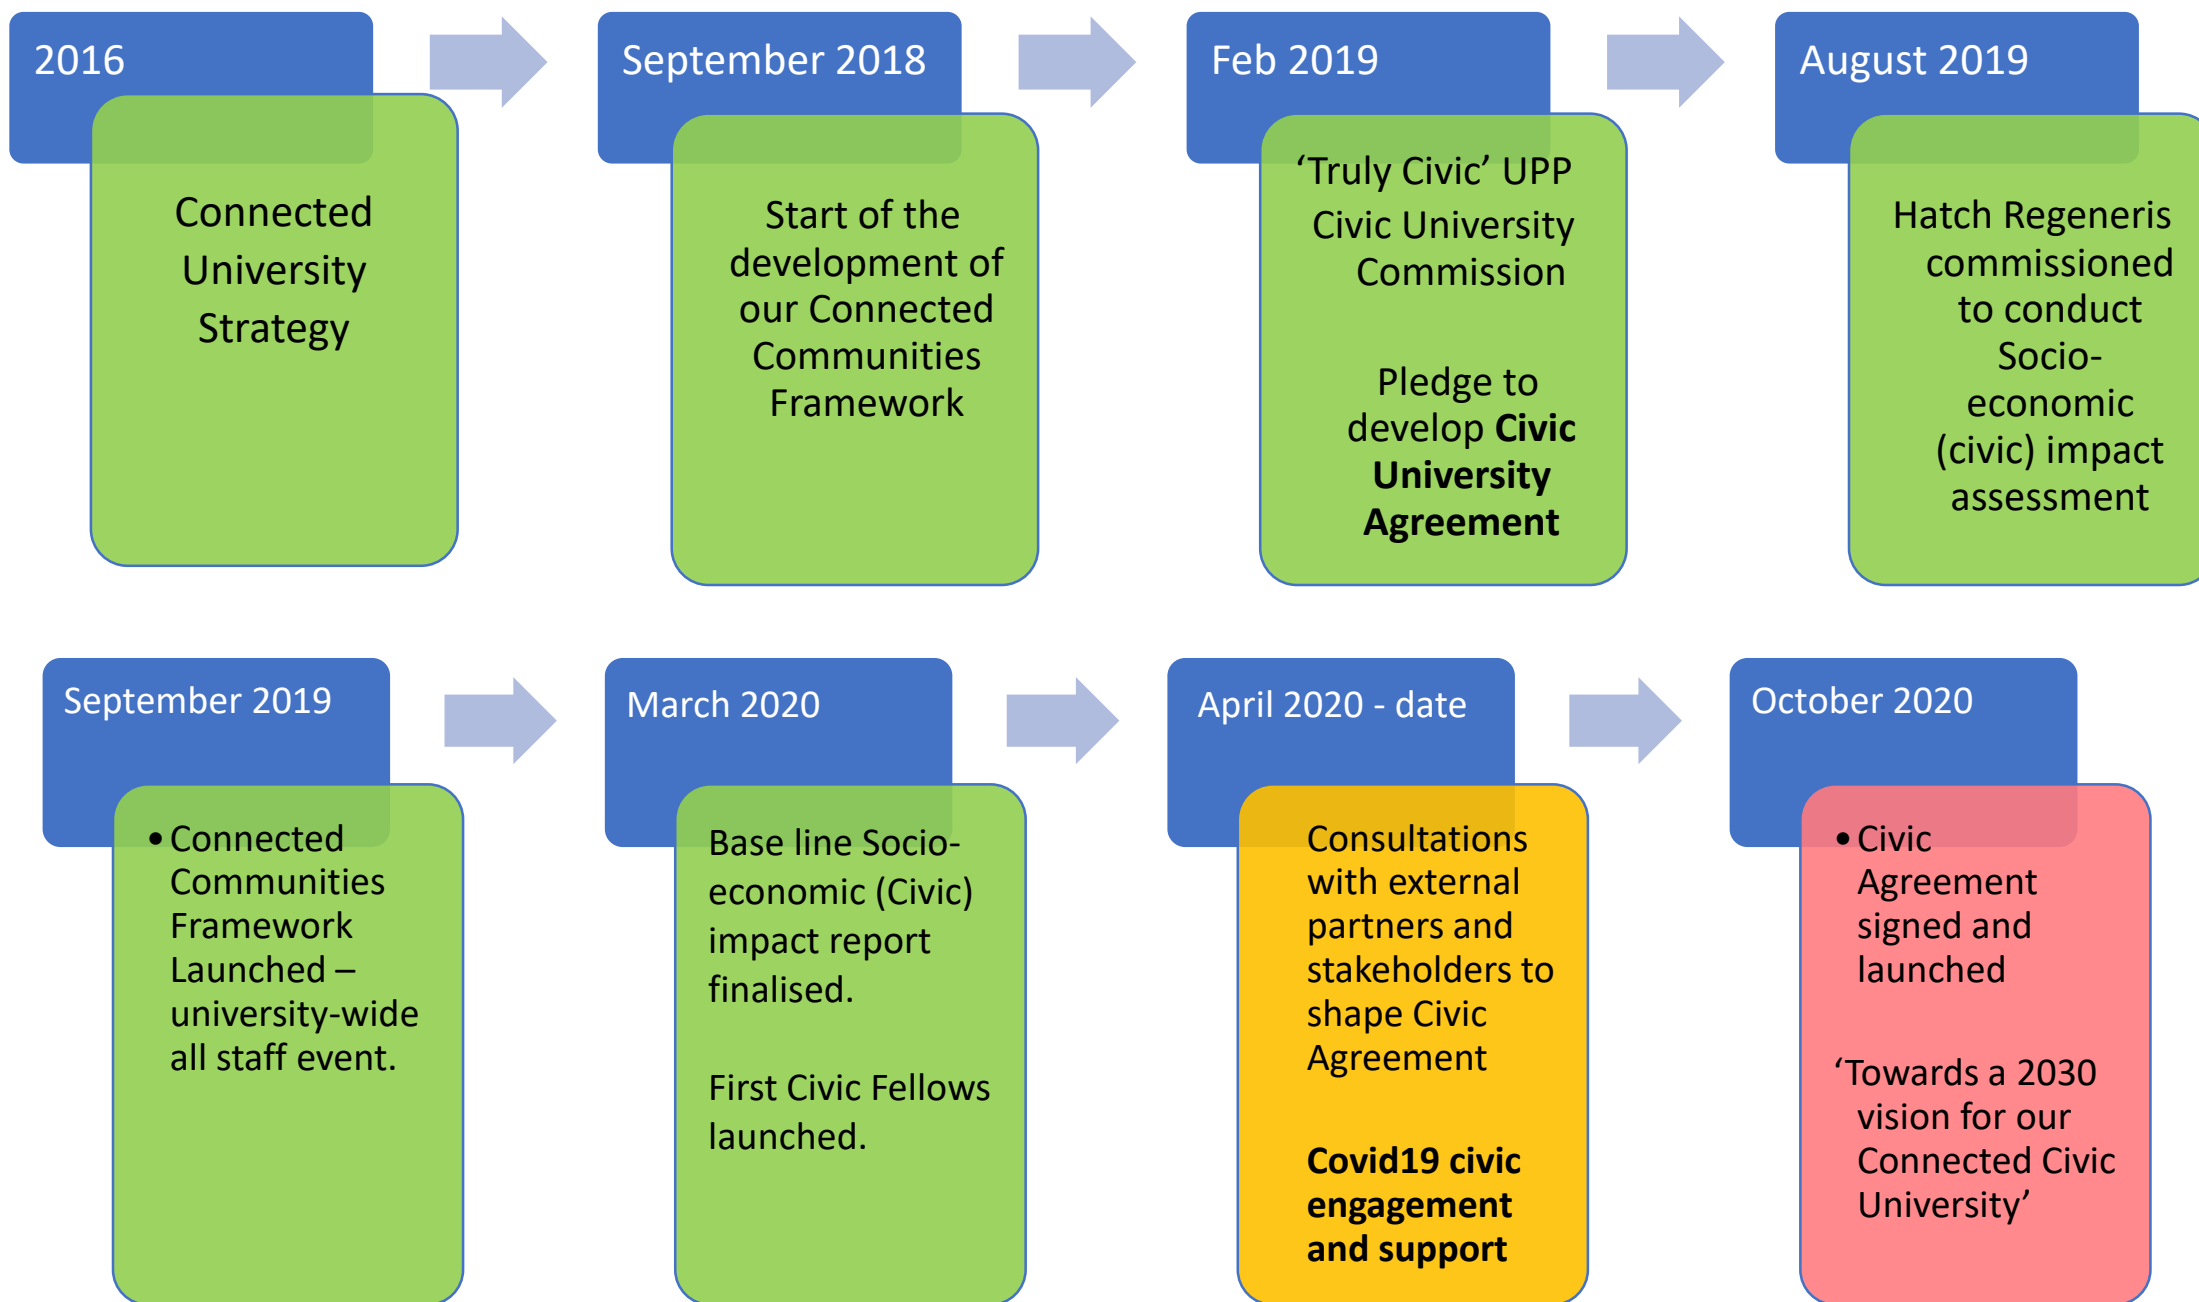 2016
Connected
University
Strategy
September 2018
Start of the
development of
our Connected
Communities
Framework
Feb 2019
‘Truly Civic’ UPP
Civic University
Commission
Pledge to
develop Civic
University
Agreement
August 2019
Hatch Regeneris
commissioned
to conduct
Socio-
economic
(civic) impact
assessment
September 2019
• Connected
Communities
Framework
Launched –
university-wide
all staff event.
March 2020
Base line Socio-
economic (Civic)
impact report
finalised.
First Civic Fellows
launched.
April 2020 - date
Consultations
with external
partners and
stakeholders to
shape Civic
Agreement
Covid19 civic
engagement
and support
October 2020
• Civic
Agreement
signed and
launched
‘Towards a 2030
vision for our
Connected Civic
University’